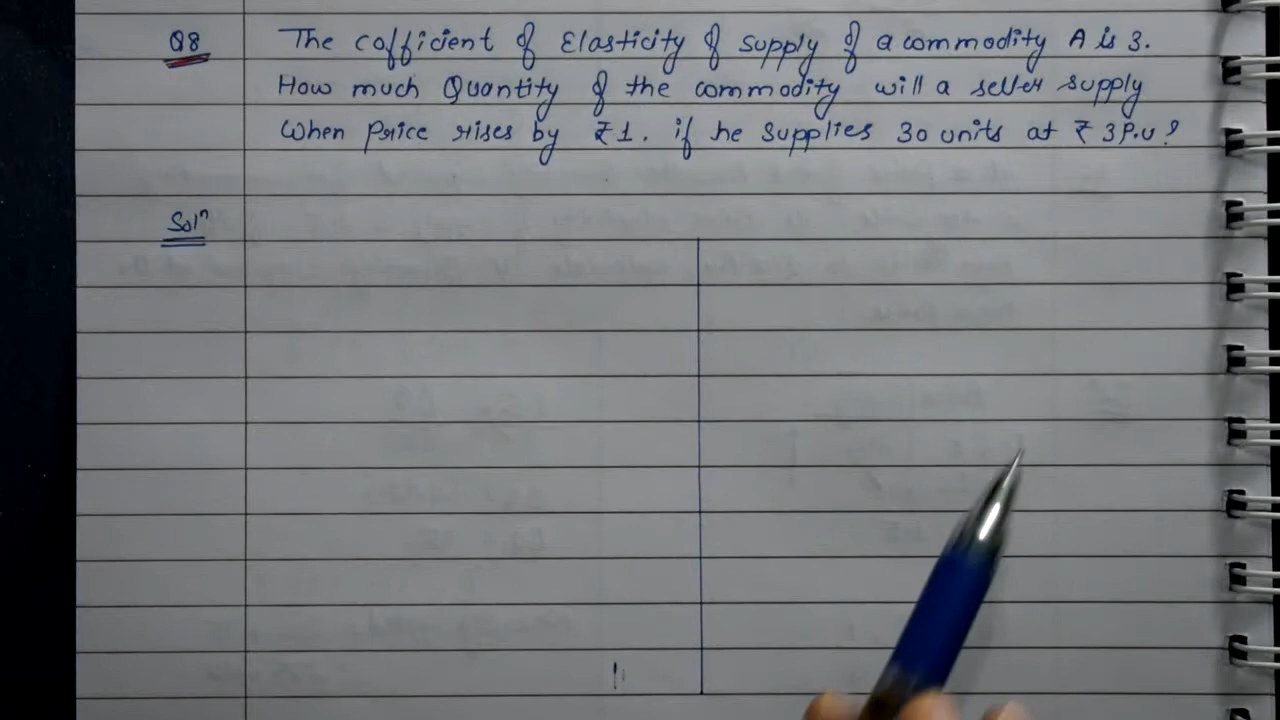 Q8 The cofficient of Elasticity of supply of a commodity A is 3.
How much Quantity of the commodity will a seller supply
When Price rises by ₹1. if he supplies 30 units at ₹ 3 P.u ?
Solⁿ